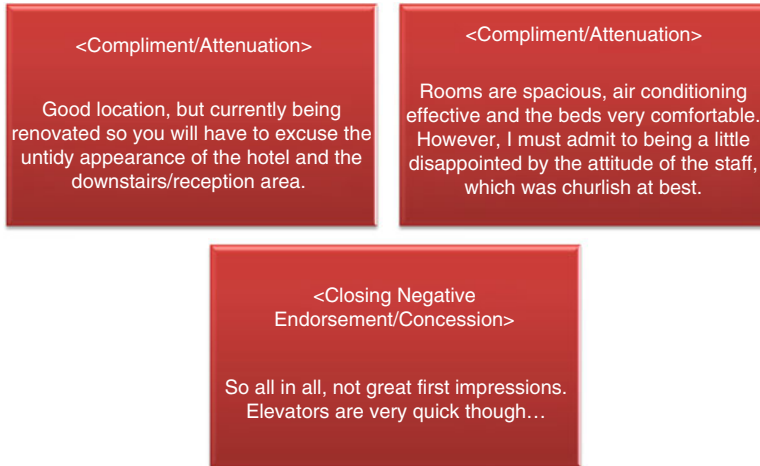 <Compliment/Attenuation>
Good location, but currently being
renovated so you will have to excuse the
untidy appearance of the hotel and the
downstairs/reception area.
<Compliment/Attenuation>
Rooms are spacious, air conditioning
effective and the beds very comfortable.
However, I must admit to being a little
disappointed by the attitude of the staff,
which was churlish at best.
<Closing Negative
Endorsement/Concession>
So all in all, not great first impressions.
Elevators are very quick though…